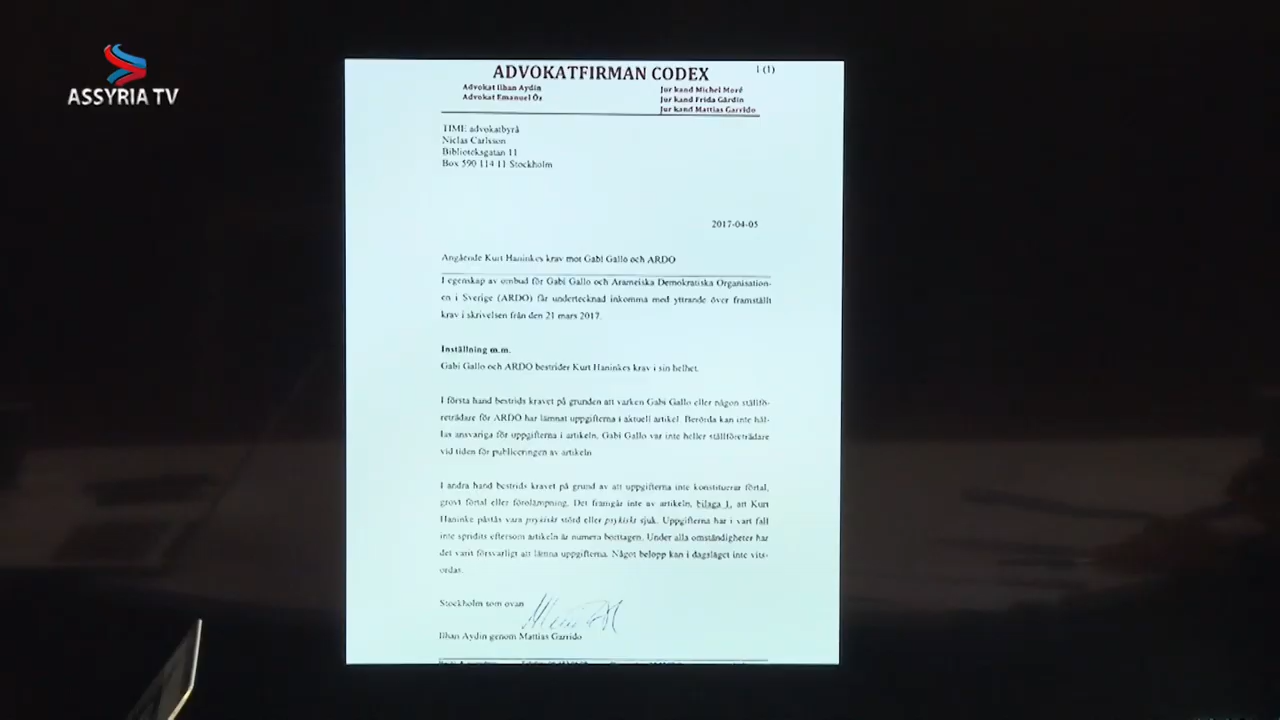 ASSYRIA TV
ADVOKATFIRMAN CODEX
1 (1)
Advokat Ilhan Aydin
Advokat Emanuel Öz
Jur kand Michel Moré
Jur kand Frida Gärdin
Jur kand Mattias Garrido
TIME advokatbyrå
Niclas Carlsson
Biblioteksgatan 11
Box 590 114 11 Stockholm
2017-04-05
Angående Kurt Haninkes krav mot Gabi Gallo och ARDO
I egenskap av ombud för Gabi Gallo och Arameiska Demokratiska Organisation-
en i Sverige (ARDO) får undertecknad inkomma med yttrande över framställt
krav i skrivelsen från den 21 mars 2017.
Inställning m.m.
Gabi Gallo och ARDO bestrider Kurt Haninkes krav i sin helhet.
I första hand bestrids kravet på grunden att varken Gabi Gallo eller någon ställfö-
reträdare för ARDO har lämnat uppgifterna i aktuell artikel. Berörda kan inte häl-
las ansvariga för uppgifterna i artikeln. Gabi Gallo var inte heller ställföreträdare
vid tiden för publiceringen av artikeln
I andra hand bestrids kravet på grund av att uppgifterna inte konstituerar förtal,
grovt förtal eller förolämpning. Det framgår inte av artikeln, bilaga 1, att Kurt
Haninke påstås vara psykiskt störd eller psykiskt sjuk. Uppgifterna har i vart fall
inte spridits eftersom artikeln är numera borttagen. Under alla omständigheter har
det varit försvarligt att lämna uppgifterna. Något belopp kan i dagsläget inte vits-
ordas.
Stockholm som ovan
Ilhan Aydin genom Mattias Garrido